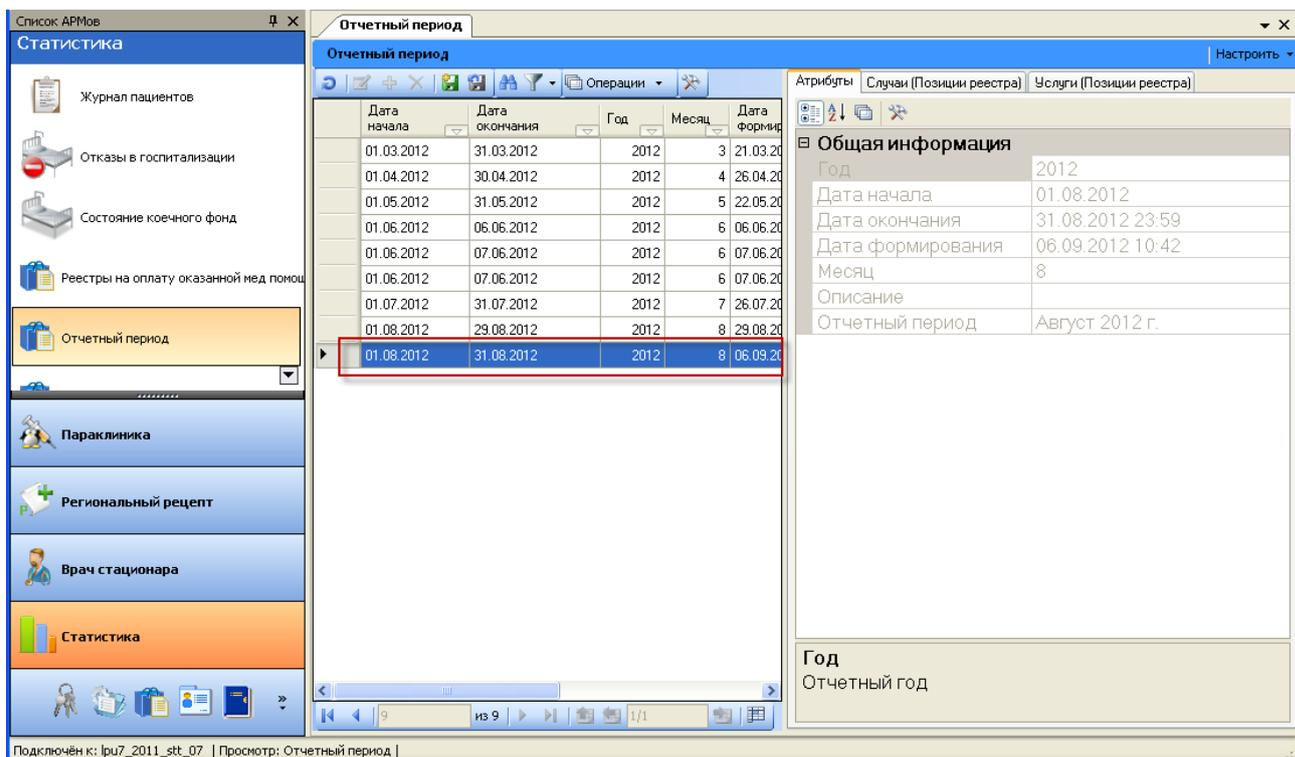 Список АРМов
Статистика
Журнал пациентов
Отказы в госпитализации
Состояние коечного фонд
Реестры на оплату оказанной мед помощ
Отчетный период
Параклиника
Региональный рецепт
Врач стационара
Статистика
Отчетный период
Отчетный период
Настроить
Операции
Дата начала Дата окончания Год Месяц Дата формир
01.03.2012 31.03.2012 2012 3 21.03.20
01.04.2012 30.04.2012 2012 4 26.04.20
01.05.2012 31.05.2012 2012 5 22.05.20
01.06.2012 06.06.2012 2012 6 06.06.20
01.06.2012 07.06.2012 2012 6 07.06.20
01.06.2012 07.06.2012 2012 6 07.06.20
01.07.2012 31.07.2012 2012 7 26.07.20
01.08.2012 29.08.2012 2012 8 29.08.20
01.08.2012 31.08.2012 2012 8 06.09.20
9 из 9 1/1
Атрибуты Случаи (Позиции реестра) Услуги (Позиции реестра)
Общая информация
Год 2012
Дата начала 01.08.2012
Дата окончания 31.08.2012 23:59
Дата формирования 06.09.2012 10:42
Месяц 8
Описание
Отчетный период Август 2012 г.
Год
Отчетный год
Подключён к: lpu7_2011_stt_07 | Просмотр: Отчетный период |